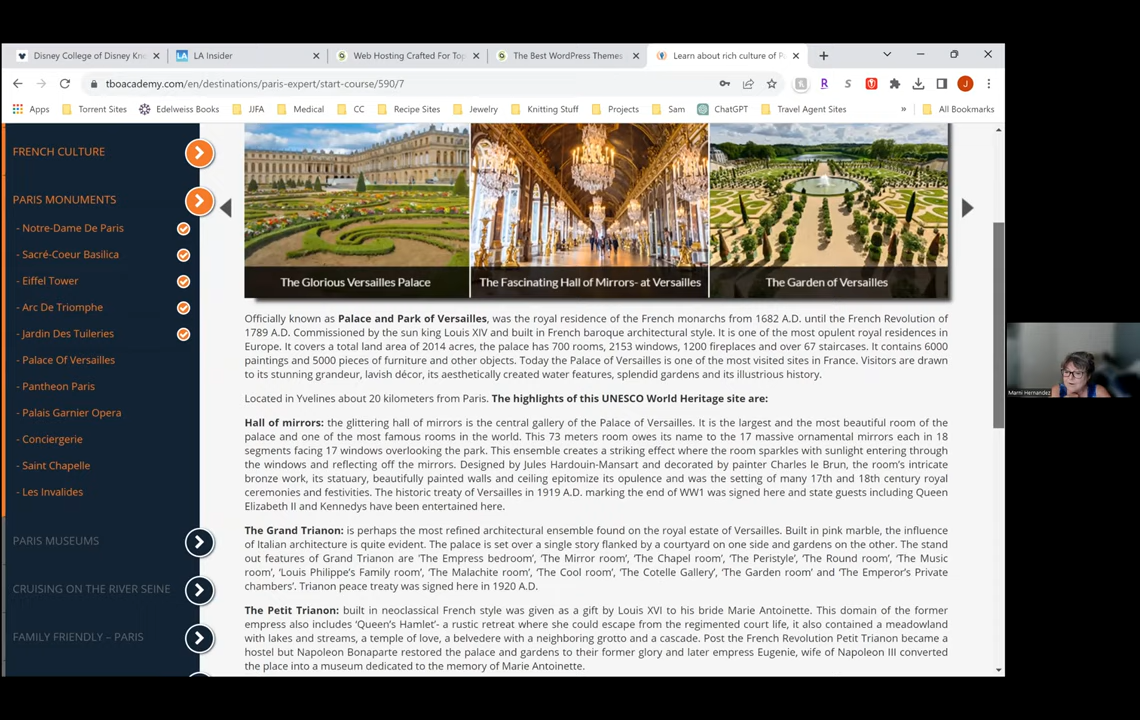 Disney College of Disney Kno
LA Insider
Web Hosting Crafted For Top
The Best WordPress Themes
Learn about rich culture of Pa
tboacademy.com/en/destinations/paris-expert/start-course/590/7
Apps
Torrent Sites
Edelweiss Books
JJFA
Medical
CC
Recipe Sites
Jewelry
Knitting Stuff
Projects
Sam
ChatGPT
Travel Agent Sites
»
All Bookmarks
FRENCH CULTURE
PARIS MONUMENTS
- Notre-Dame De Paris
- Sacré-Coeur Basilica
- Eiffel Tower
- Arc De Triomphe
- Jardin Des Tuileries
- Palace Of Versailles
- Pantheon Paris
- Palais Garnier Opera
- Conciergerie
- Saint Chapelle
- Les Invalides
PARIS MUSEUMS
CRUISING ON THE RIVER SEINE
FAMILY FRIENDLY – PARIS
The Glorious Versailles Palace
The Fascinating Hall of Mirrors- at Versailles
The Garden of Versailles
Officially known as Palace and Park of Versailles, was the royal residence of the French monarchs from 1682 A.D. until the French Revolution of
1789 A.D. Commissioned by the sun king Louis XIV and built in French baroque architectural style. It is one of the most opulent royal residences in
Europe. It covers a total land area of 2014 acres, the palace has 700 rooms, 2153 windows, 1200 fireplaces and over 67 staircases. It contains 6000
paintings and 5000 pieces of furniture and other objects. Today the Palace of Versailles is one of the most visited sites in France. Visitors are drawn
to its stunning grandeur, lavish décor, its aesthetically created water features, splendid gardens and its illustrious history.
Located in Yvelines about 20 kilometers from Paris. The highlights of this UNESCO World Heritage site are:
Hall of mirrors: the glittering hall of mirrors is the central gallery of the Palace of Versailles. It is the largest and the most beautiful room of the
palace and one of the most famous rooms in the world. This 73 meters room owes its name to the 17 massive ornamental mirrors each in 18
segments facing 17 windows overlooking the park. This ensemble creates a striking effect where the room sparkles with sunlight entering through
the windows and reflecting off the mirrors. Designed by Jules Hardouin-Mansart and decorated by painter Charles le Brun, the room's intricate
bronze work, its statuary, beautifully painted walls and ceiling epitomize its opulence and was the setting of many 17th and 18th century royal
ceremonies and festivities. The historic treaty of Versailles in 1919 A.D. marking the end of WW1 was signed here and state guests including Queen
Elizabeth II and Kennedys have been entertained here.
The Grand Trianon: is perhaps the most refined architectural ensemble found on the royal estate of Versailles. Built in pink marble, the influence
of Italian architecture is quite evident. The palace is set over a single story flanked by a courtyard on one side and gardens on the other. The stand
out features of Grand Trianon are 'The Empress bedroom', 'The Mirror room', 'The Chapel room', 'The Peristyle', 'The Round room', 'The Music
room', 'Louis Philippe's Family room', 'The Malachite room', 'The Cool room', 'The Cotelle Gallery', 'The Garden room' and 'The Emperor's Private
chambers'. Trianon peace treaty was signed here in 1920 A.D.
The Petit Trianon: built in neoclassical French style was given as a gift by Louis XVI to his bride Marie Antoinette. This domain of the former
empress also includes 'Queen's Hamlet'- a rustic retreat where she could escape from the regimented court life, it also contained a meadowland
with lakes and streams, a temple of love, a belvedere with a neighboring grotto and a cascade. Post the French Revolution Petit Trianon became a
hostel but Napoleon Bonaparte restored the palace and gardens to their former glory and later empress Eugenie, wife of Napoleon III converted
the place into a museum dedicated to the memory of Marie Antoinette.
Marni Hernandez